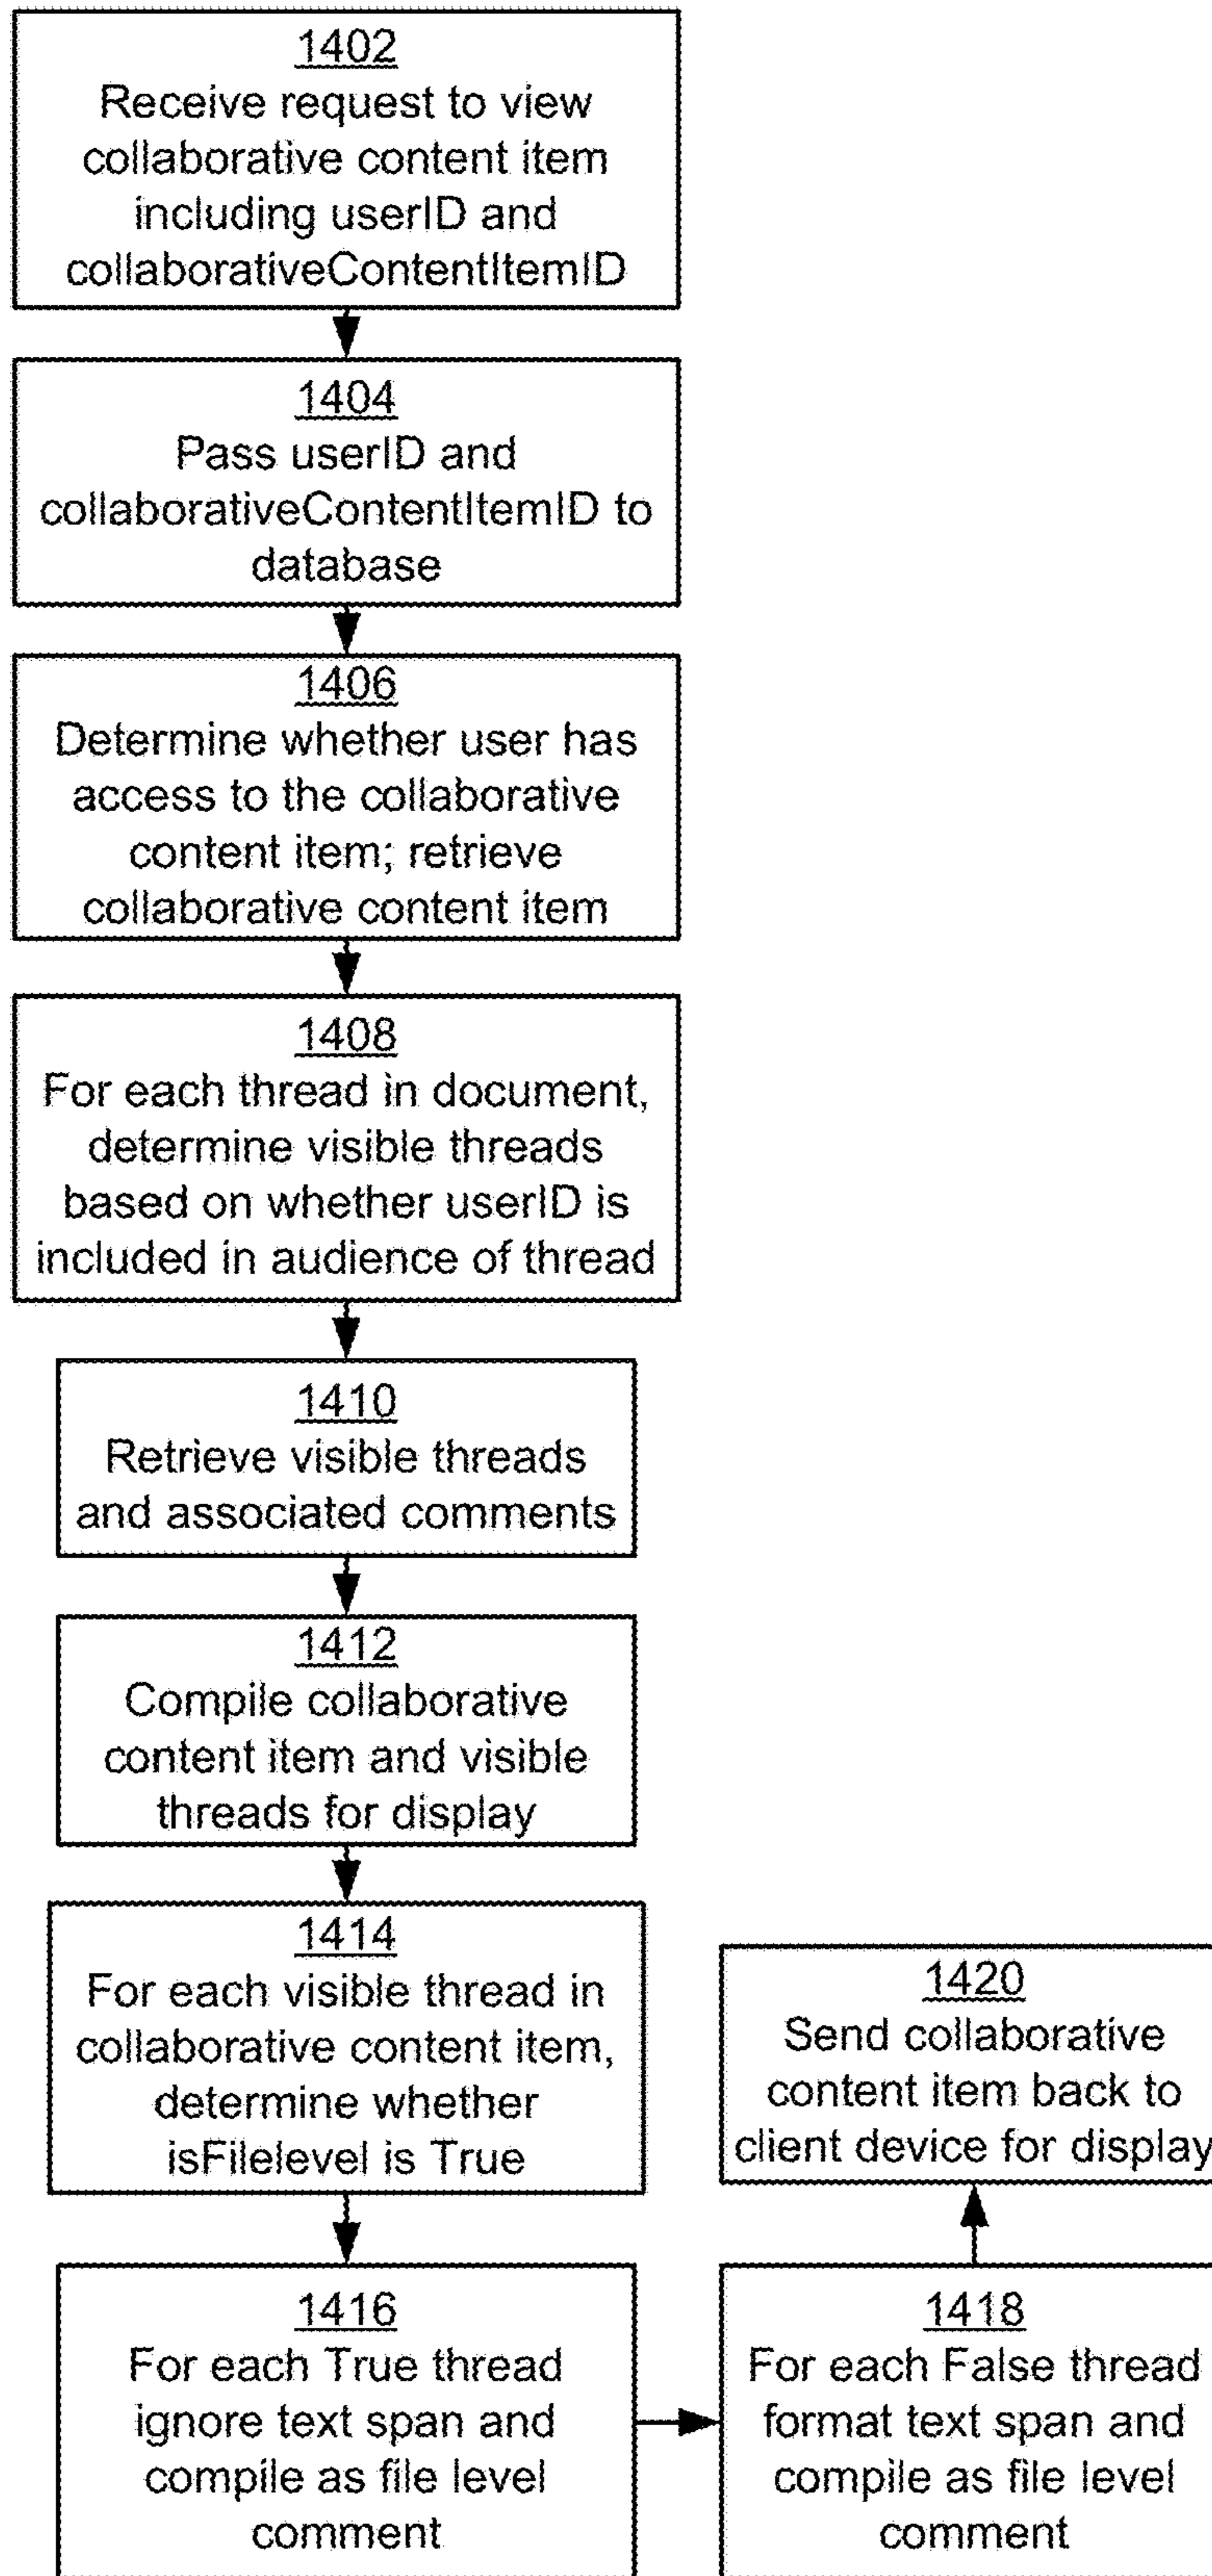 1402
Receive request to view
collaborative content item
including userID and
collaborativeContentItemID
1404
Pass userID and
collaborativeContentItemID to
database
1406
Determine whether user has
access to the collaborative
content item; retrieve
collaborative content item
1408
For each thread in document,
determine visible threads
based on whether userID is
included in audience of thread
1410
Retrieve visible threads
and associated comments
1412
Compile collaborative
content item and visible
threads for display
1414
For each visible thread in
collaborative content item,
determine whether
isFilelevel is True
1416
For each True thread
ignore text span and
compile as file level
comment
1418
For each False thread
format text span and
compile as file level
comment
1420
Send collaborative
content item back to
client device for display